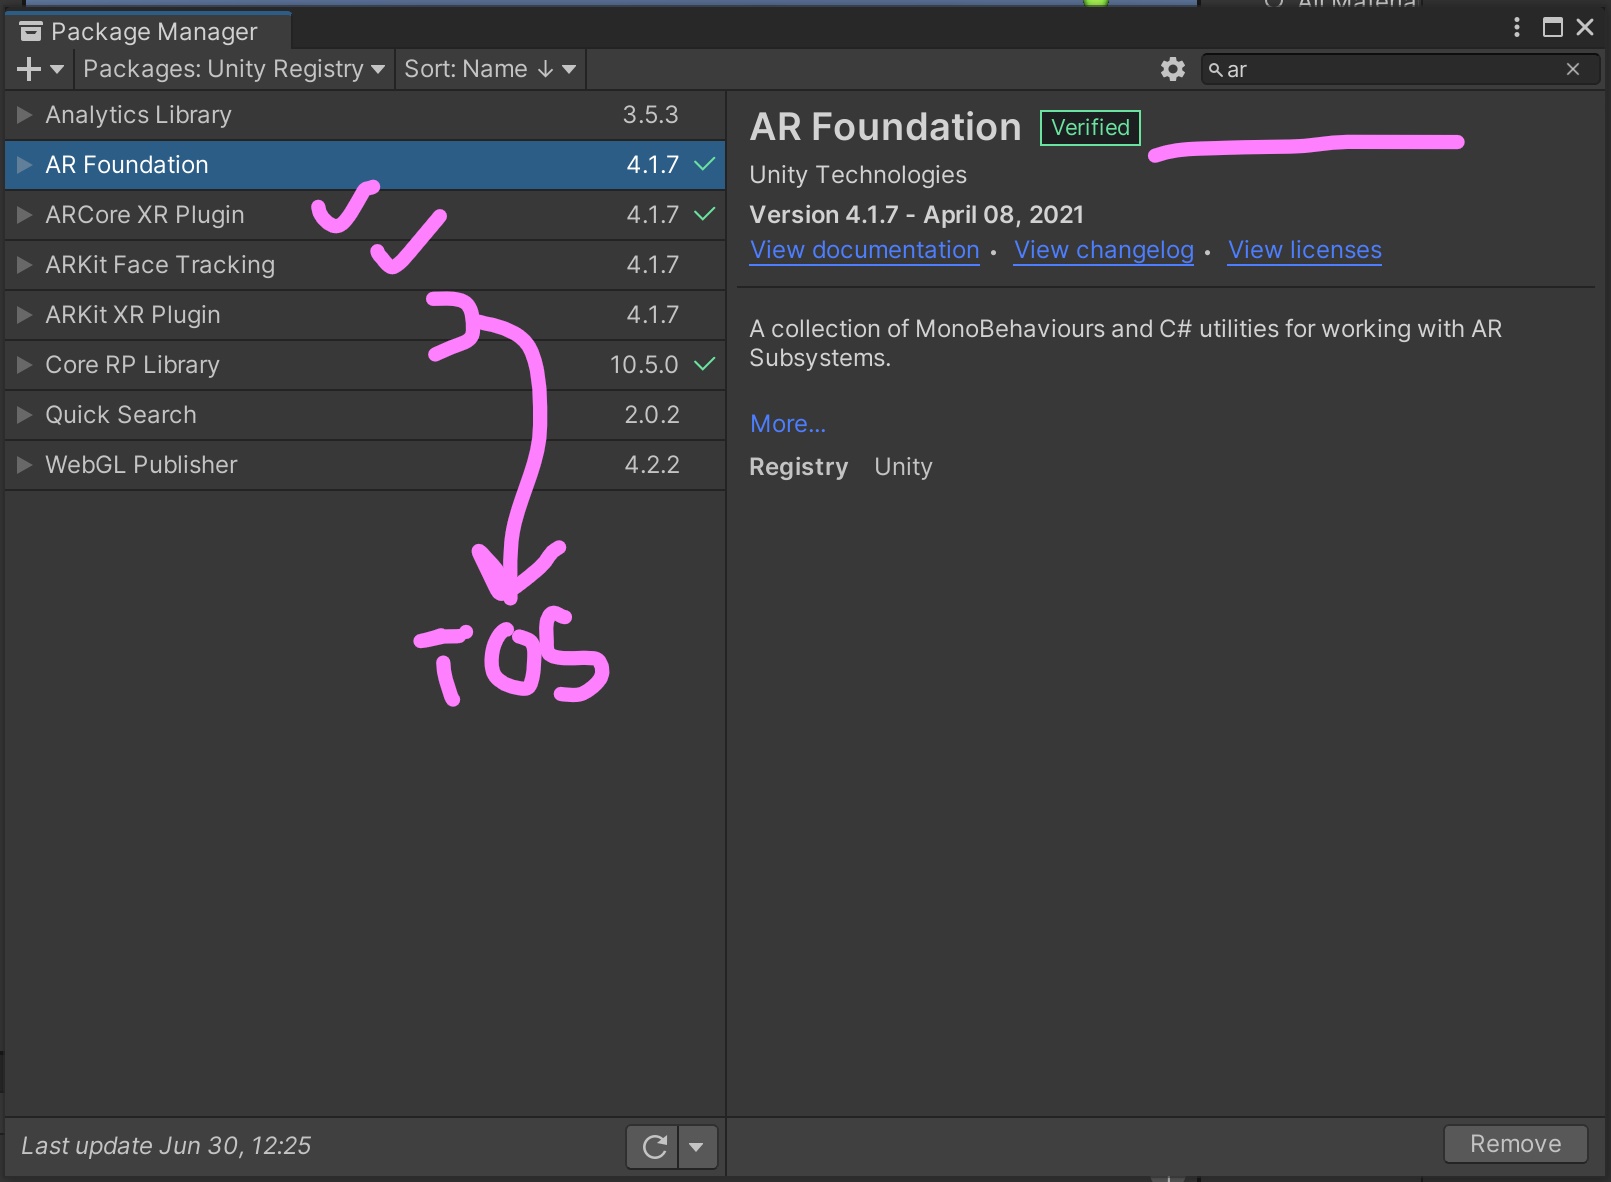 Package Manager
Packages: Unity Registry
Sort: Name ↓
ar
Analytics Library 3.5.3
AR Foundation 4.1.7 ✓
ARCore XR Plugin 4.1.7 ✓
ARKit Face Tracking 4.1.7
ARKit XR Plugin 4.1.7
Core RP Library 10.5.0 ✓
Quick Search 2.0.2
WebGL Publisher 4.2.2
IOS
Last update Jun 30, 12:25
AR Foundation Verified
Unity Technologies
Version 4.1.7 - April 08, 2021
View documentation • View changelog • View licenses
A collection of MonoBehaviours and C# utilities for working with AR
Subsystems.
More...
Registry Unity
Remove